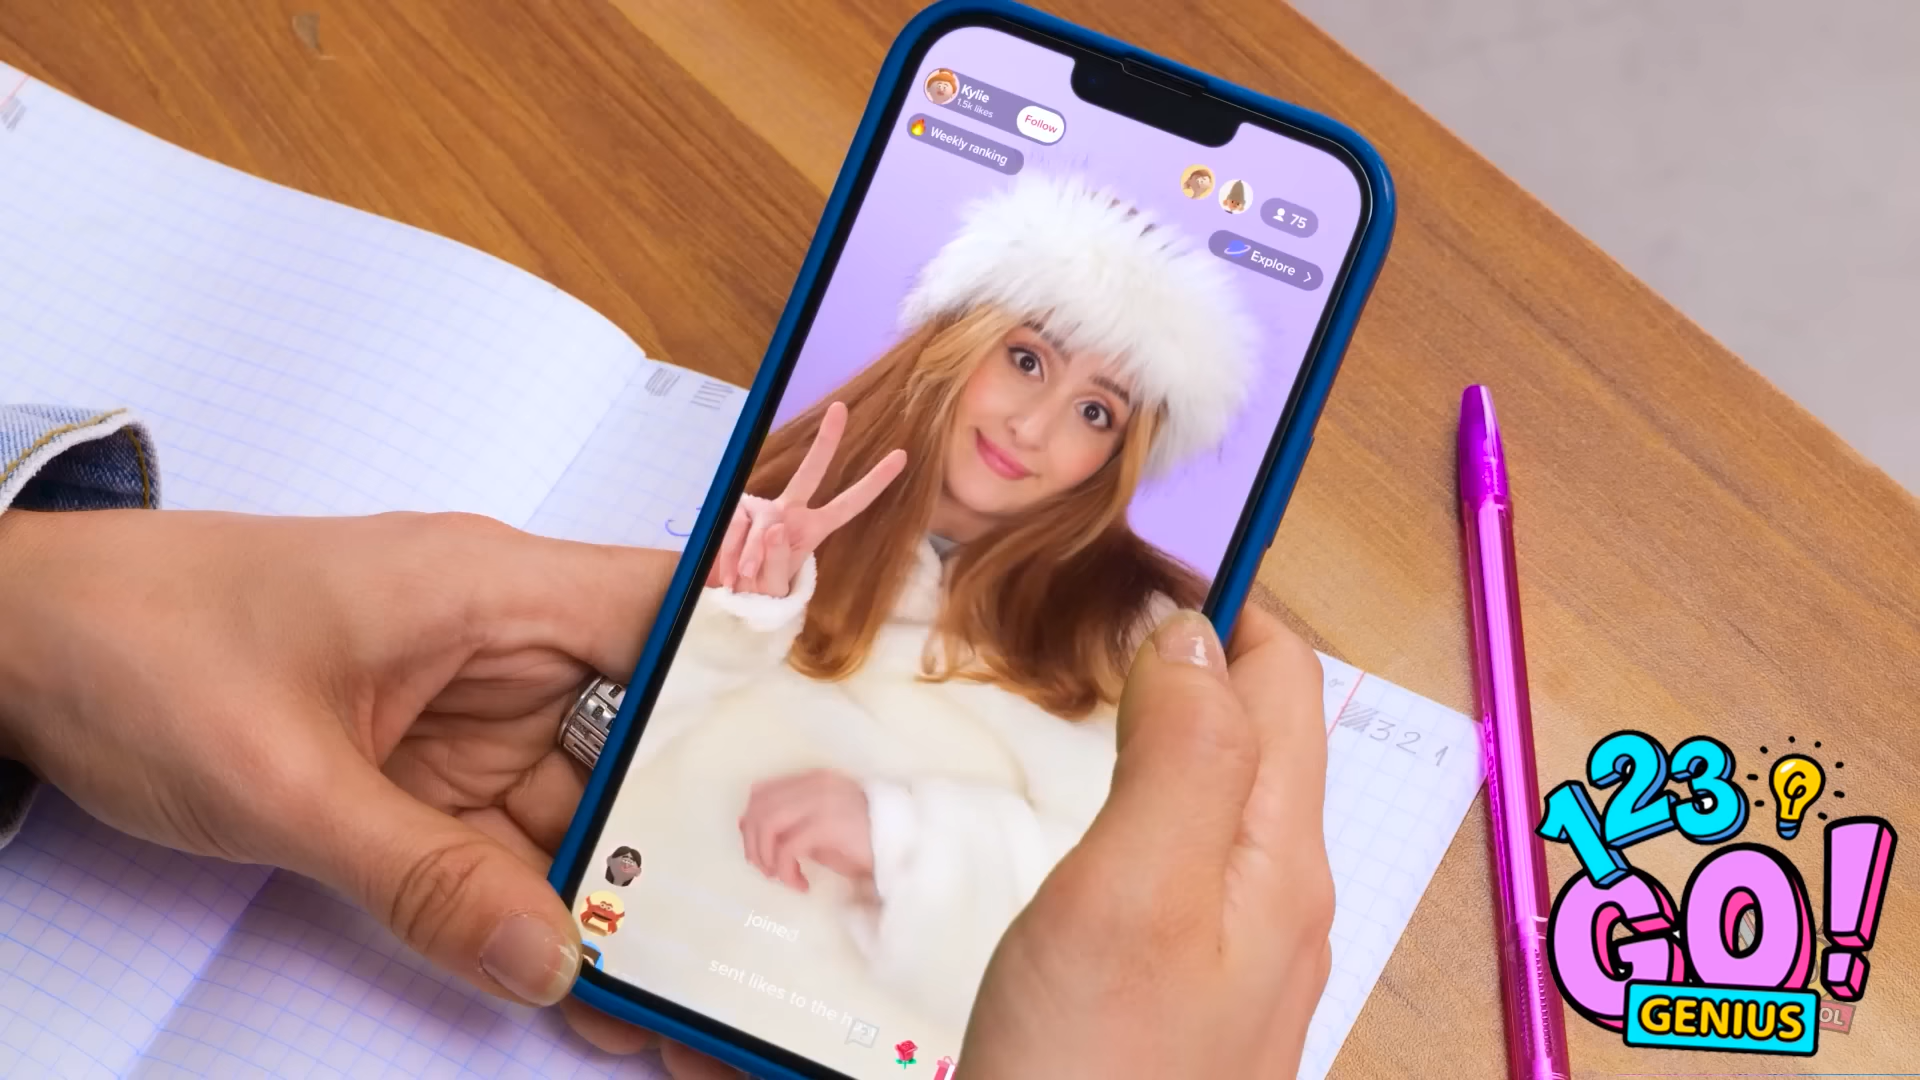 Kylie
1.5k likes
Follow
Weekly ranking
75
Explore
joined
sent likes to the h
3 2 1
123
GO!
GENIUS
OL